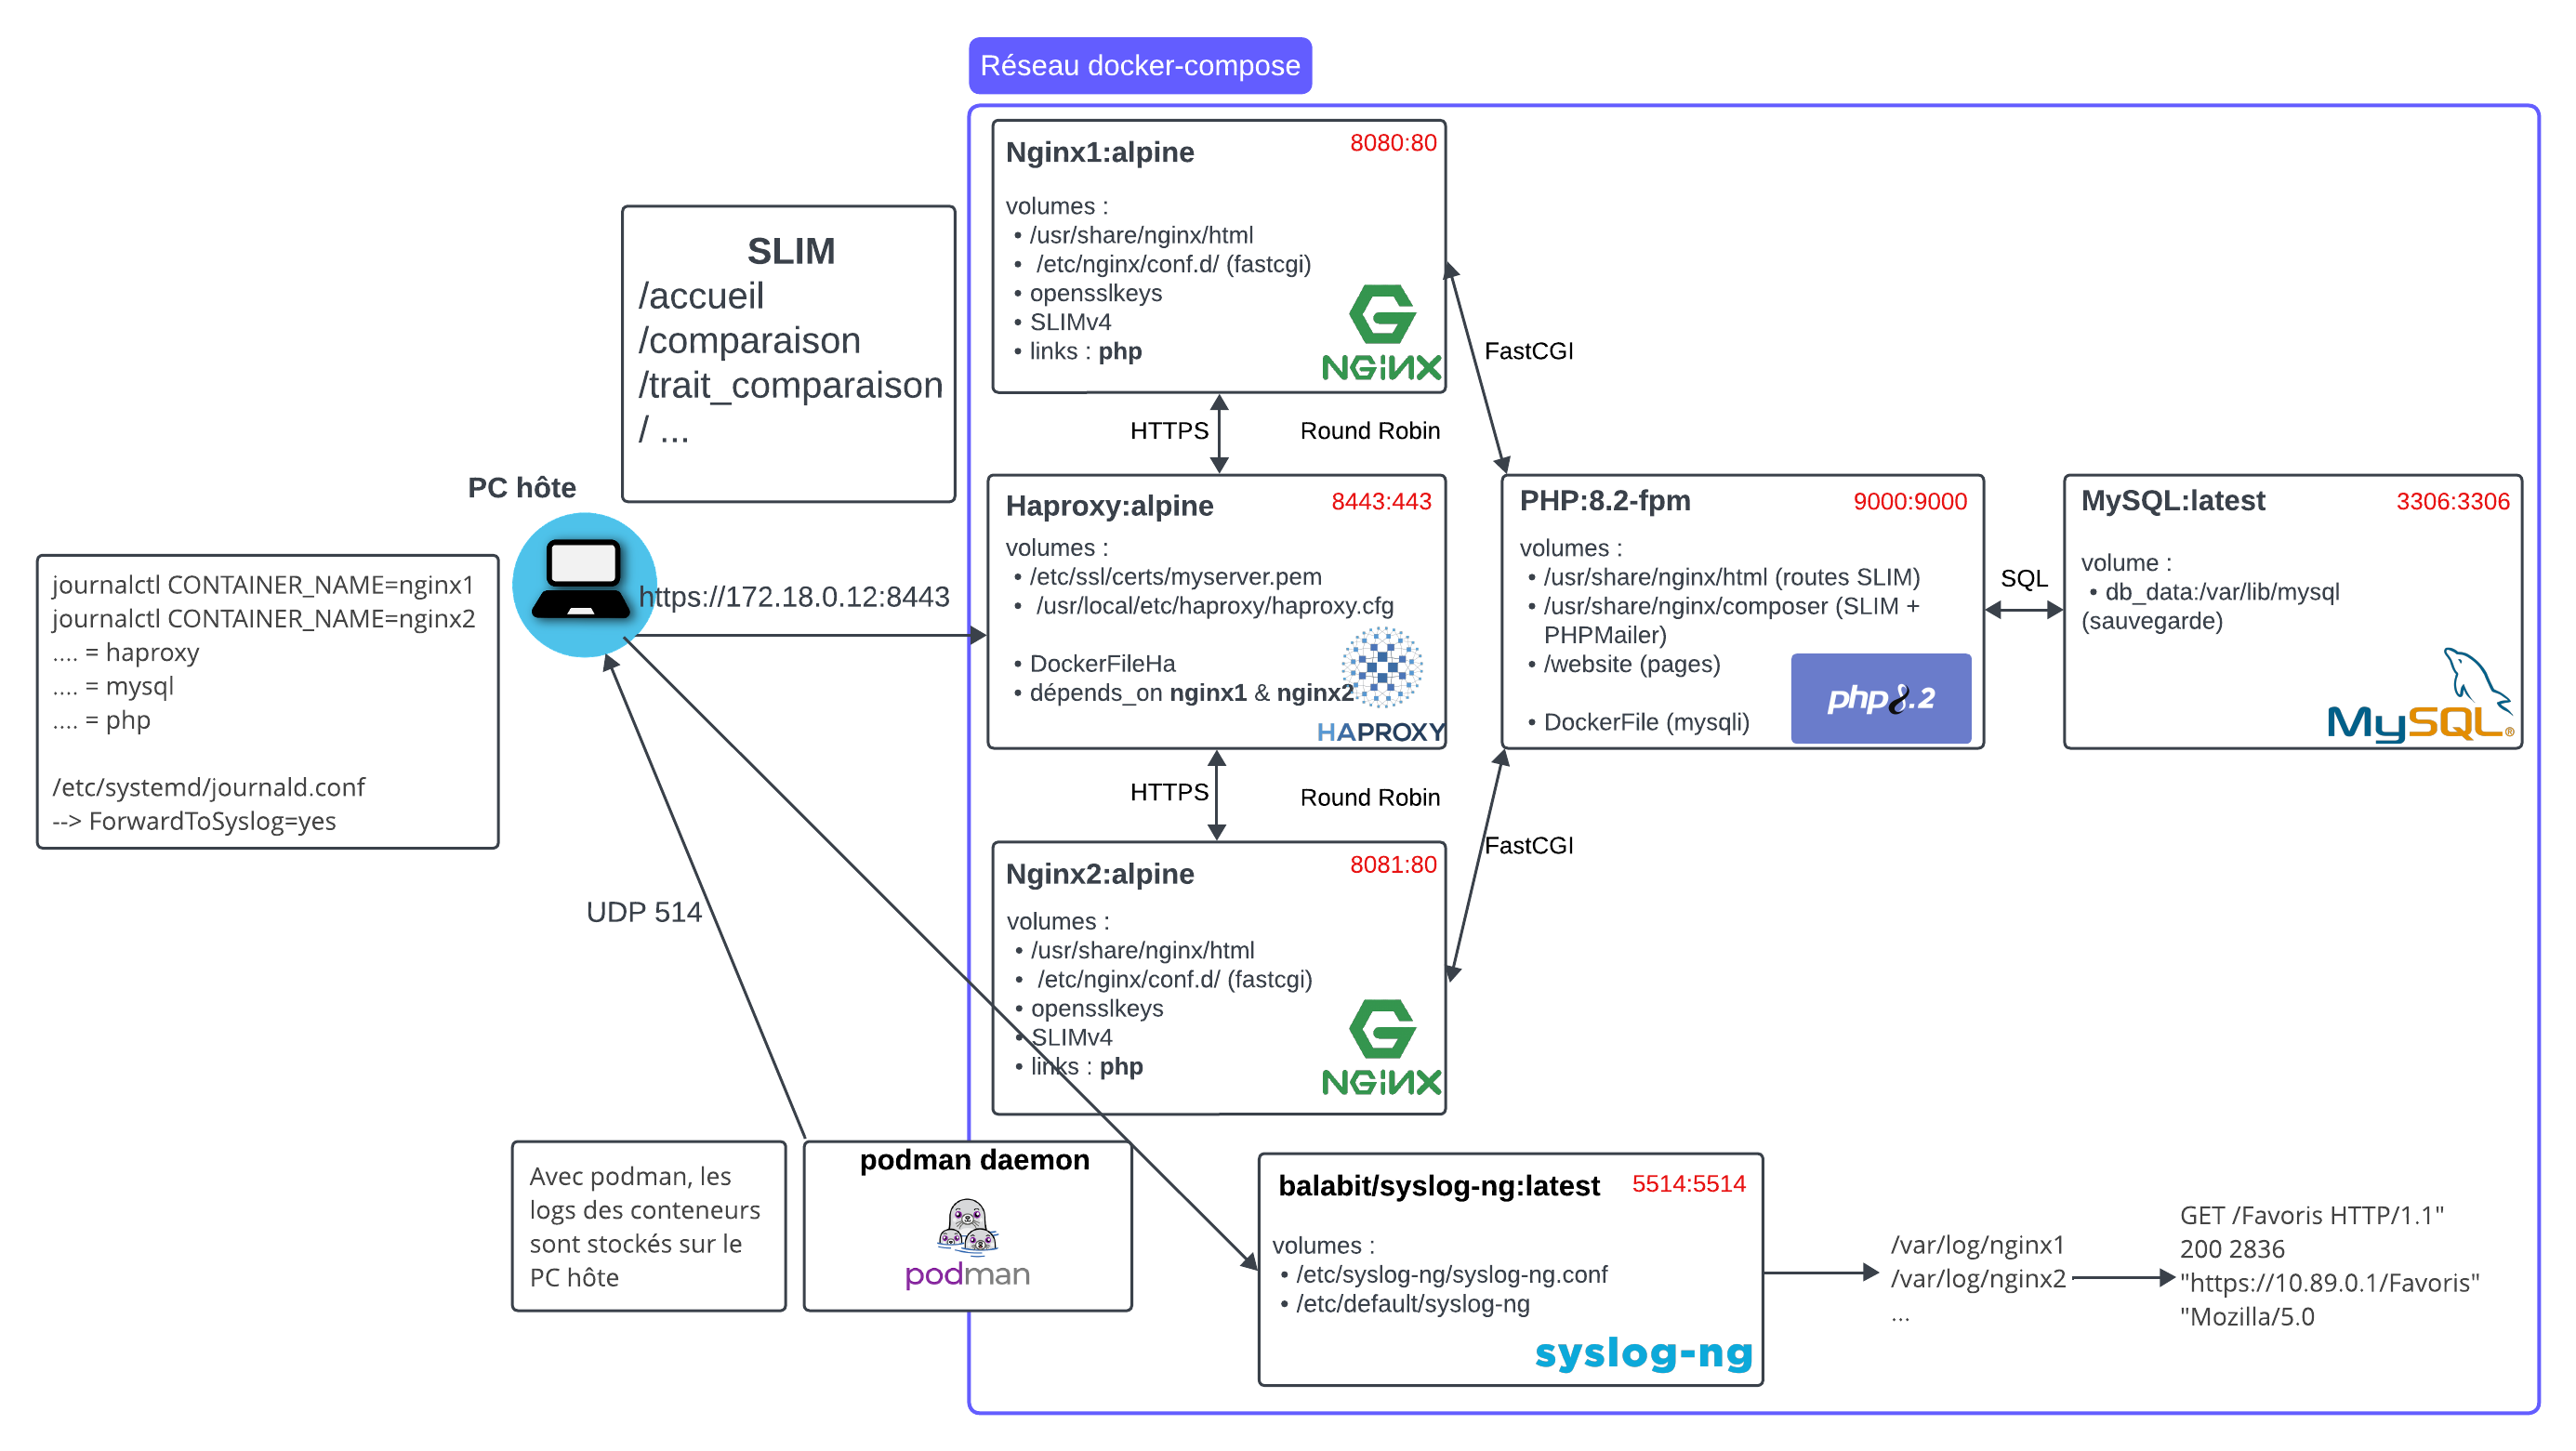 Réseau docker-compose
Nginx1:alpine
8080:80
volumes :
• /usr/share/nginx/html
• /etc/nginx/conf.d/ (fastcgi)
• opensslkeys
• SLIMv4
• links : php
NGINX
SLIM
/accueil
/comparaison
/trait_comparaison
/ ...
FastCGI
HTTPS
Round Robin
PC hôte
https://172.18.0.12:8443
journalctl CONTAINER_NAME=nginx1
journalctl CONTAINER_NAME=nginx2
.... = haproxy
.... = mysql
.... = php
/etc/systemd/journald.conf
--> ForwardToSyslog=yes
Haproxy:alpine
8443:443
volumes :
• /etc/ssl/certs/myserver.pem
• /usr/local/etc/haproxy/haproxy.cfg
• DockerFileHa
• dépends_on nginx1 & nginx2
HAPROXY
PHP:8.2-fpm
9000:9000
volumes :
• /usr/share/nginx/html (routes SLIM)
• /usr/share/nginx/composer (SLIM +
PHPMailer)
• /website (pages)
• DockerFile (mysqli)
php8.2
SQL
MySQL:latest
3306:3306
volume :
• db_data:/var/lib/mysql
(sauvegarde)
MySQL®
HTTPS
Round Robin
FastCGI
Nginx2:alpine
8081:80
volumes :
• /usr/share/nginx/html
• /etc/nginx/conf.d/ (fastcgi)
• opensslkeys
• SLIMv4
• links : php
NGINX
UDP 514
Avec podman, les
logs des conteneurs
sont stockés sur le
PC hôte
podman daemon
podman
balabit/syslog-ng:latest
5514:5514
volumes :
• /etc/syslog-ng/syslog-ng.conf
• /etc/default/syslog-ng
syslog-ng
/var/log/nginx1
/var/log/nginx2
...
GET /Favoris HTTP/1.1"
200 2836
"https://10.89.0.1/Favoris"
"Mozilla/5.0